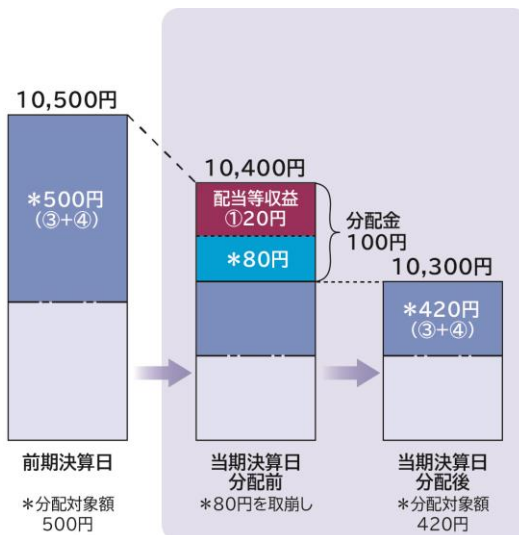 10,500円
*500円
(③+④)
前期決算日
*分配対象額
500円
10,400円
配当等収益
①20円
*80円
分配金
100円
当期決算日
分配前
*80円を取崩し
10,300円
*420円
(③+④)
当期決算日
分配後
*分配対象額
420円